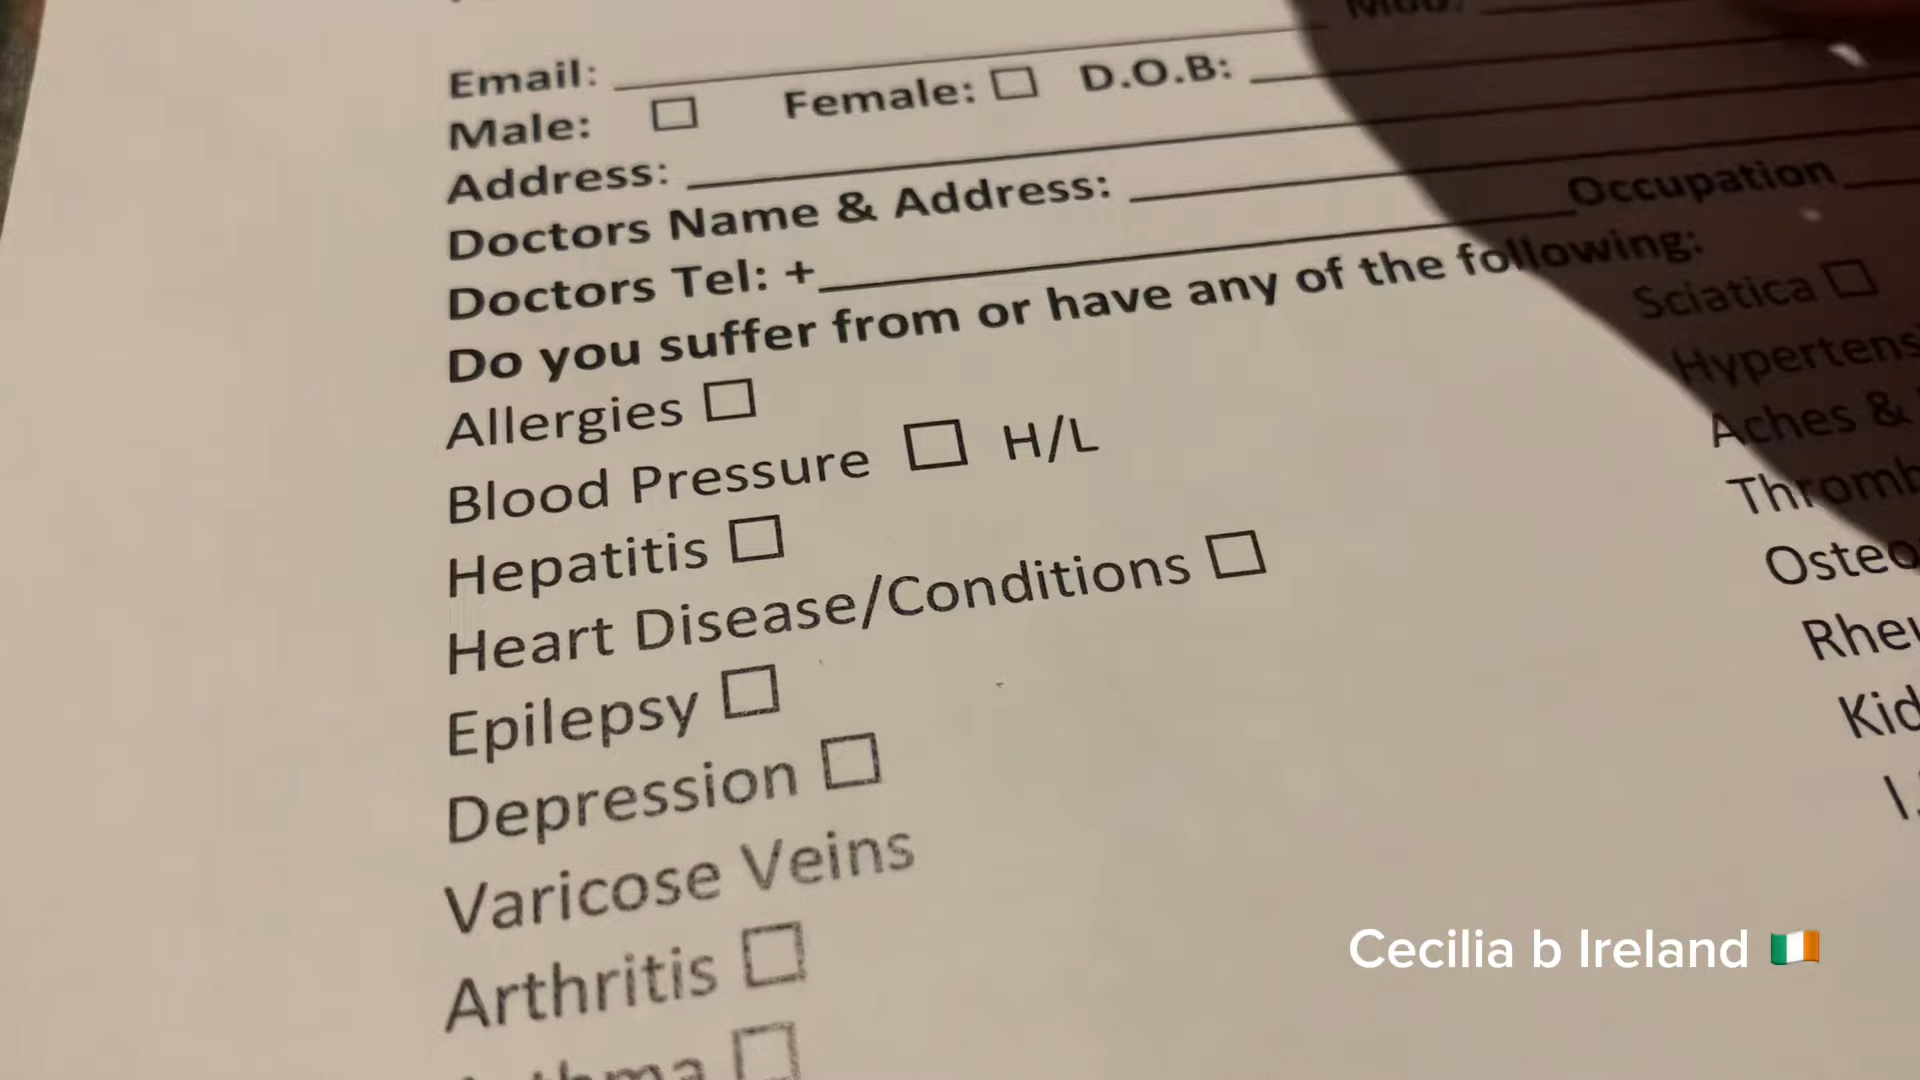 Email:
Male: Female: D.O.B:
Address:
Doctors Name & Address:
Doctors Tel: + Occupation
Do you suffer from or have any of the following:
Allergies
Sciatica
Blood Pressure H/L
Hepatitis
Aches &
Heart Disease/Conditions
Epilepsy
Depression
Varicose Veins
Arthritis
Cecilia b Ireland 🇮🇪